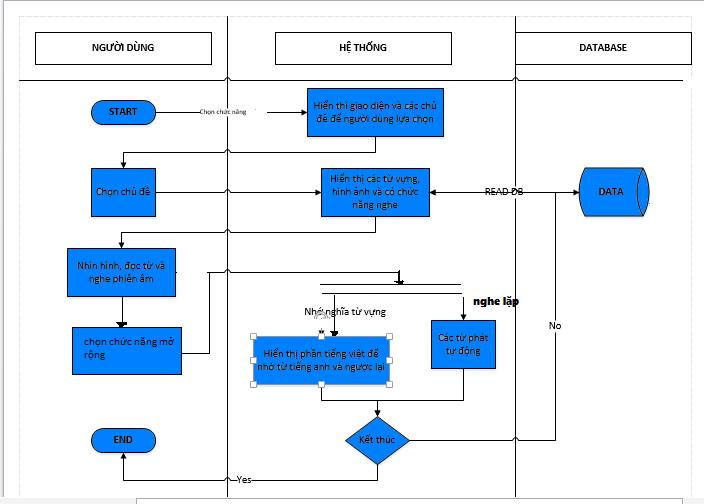 NGƯỜI DÙNG
HỆ THỐNG
DATABASE
START
Chọn chức năng
Hiển thị giao diện và các chủ
đề để người dùng lựa chọn
Chọn chủ đề
Hiển thị các từ vựng,
hình ảnh và có chức
năng nghe
READ DB
DATA
Nhìn hình, đọc từ và
nghe phiên âm
nghe lặp
Nhớ nghĩa từ vựng
chọn chức năng mở
rộng
Hiển thị phần tiếng việt để
nhớ từ tiếng anh và ngược lại
Các từ phát
tự động
No
END
Kết thúc
Yes